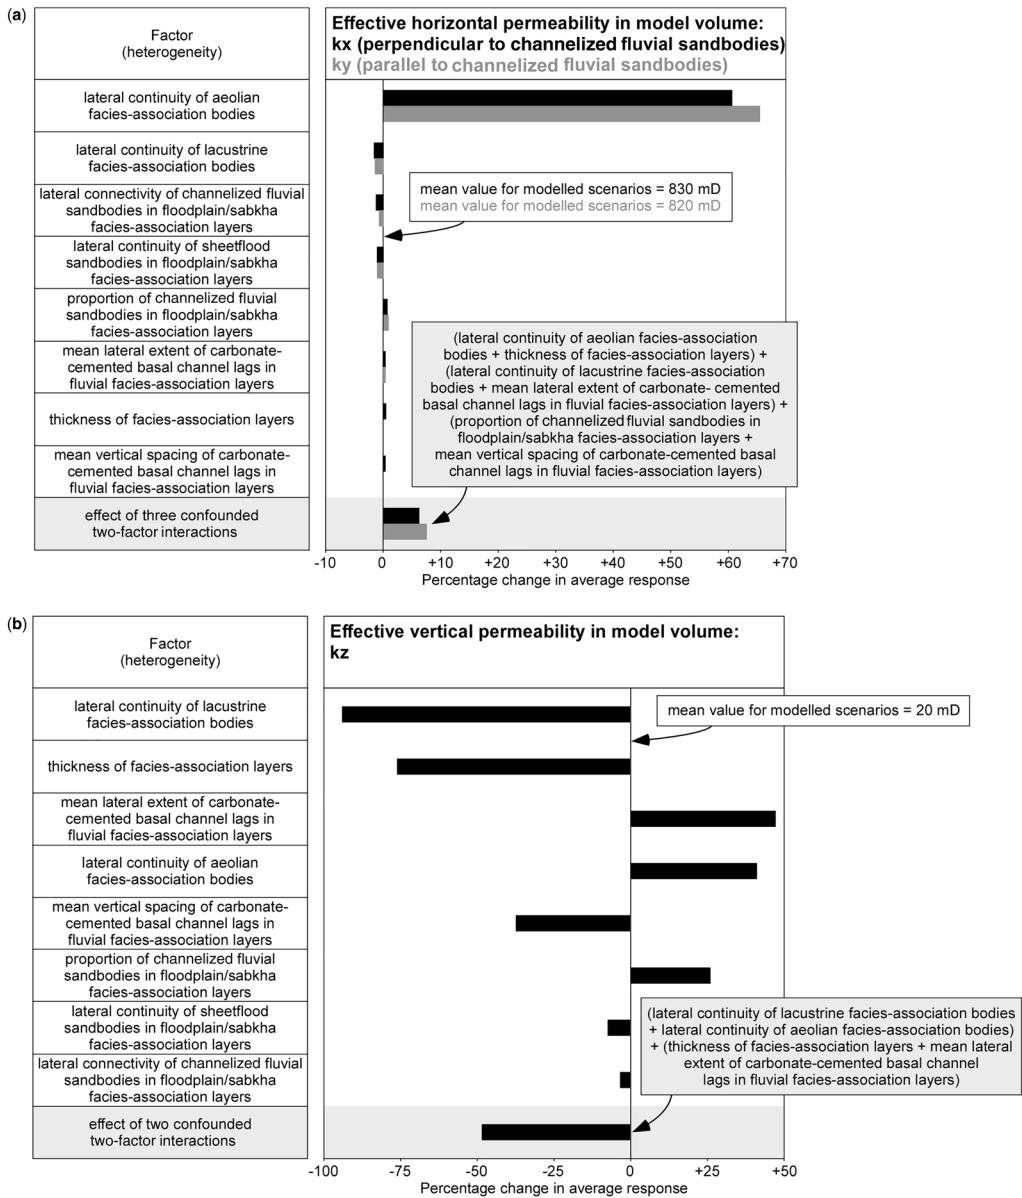 (a)
Factor
(heterogeneity)
Effective horizontal permeability in model volume:
kx (perpendicular to channelized fluvial sandbodies)
ky (parallel to channelized fluvial sandbodies)
lateral continuity of aeolian
facies-association bodies
lateral continuity of lacustrine
facies-association bodies
lateral connectivity of channelized fluvial
sandbodies in floodplain/sabkha
facies-association layers
lateral continuity of sheetflood
sandbodies in floodplain/sabkha
facies-association layers
proportion of channelized fluvial
sandbodies in floodplain/sabkha
facies-association layers
mean lateral extent of carbonate-
cemented basal channel lags in
fluvial facies-association layers
thickness of facies-association layers
mean vertical spacing of carbonate-
cemented basal channel lags in
fluvial facies-association layers
effect of three confounded
two-factor interactions
mean value for modelled scenarios = 830 mD
mean value for modelled scenarios = 820 mD
(lateral continuity of aeolian facies-association
bodies + thickness of facies-association layers) +
(lateral continuity of lacustrine facies-association
bodies + mean lateral extent of carbonate- cemented
basal channel lags in fluvial facies-association layers) +
(proportion of channelized fluvial sandbodies in
floodplain/sabkha facies-association layers +
mean vertical spacing of carbonate-cemented basal
channel lags in fluvial facies-association layers)
-10 0 +10 +20 +30 +40 +50 +60 +70
Percentage change in average response
(b)
Factor
(heterogeneity)
Effective vertical permeability in model volume:
kz
lateral continuity of lacustrine
facies-association bodies
thickness of facies-association layers
mean lateral extent of carbonate-
cemented basal channel lags in
fluvial facies-association layers
lateral continuity of aeolian
facies-association bodies
mean vertical spacing of carbonate-
cemented basal channel lags in
fluvial facies-association layers
proportion of channelized fluvial
sandbodies in floodplain/sabkha
facies-association layers
lateral continuity of sheetflood
sandbodies in floodplain/sabkha
facies-association layers
lateral connectivity of channelized fluvial
sandbodies in floodplain/sabkha
facies-association layers
effect of two confounded
two-factor interactions
mean value for modelled scenarios = 20 mD
(lateral continuity of lacustrine facies-association bodies
+ lateral continuity of aeolian facies-association bodies)
+ (thickness of facies-association layers + mean lateral
extent of carbonate-cemented basal channel
lags in fluvial facies-association layers)
-100 -75 -50 -25 0 +25 +50
Percentage change in average response